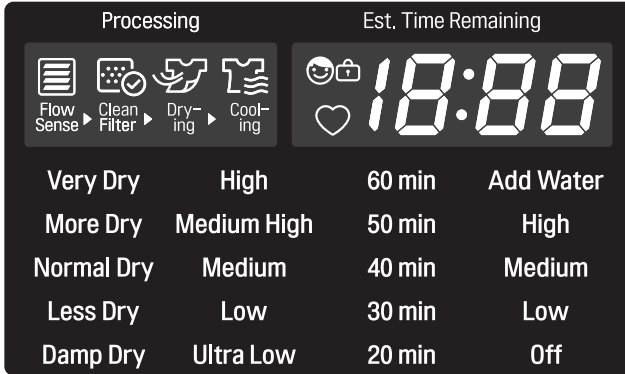 Processing
Est. Time Remaining
Flow Sense
Clean Filter
Dry-
ing
Cool-
ing
18:88
Very Dry High 60 min Add Water
More Dry Medium High 50 min High
Normal Dry Medium 40 min Medium
Less Dry Low 30 min Low
Damp Dry Ultra Low 20 min Off